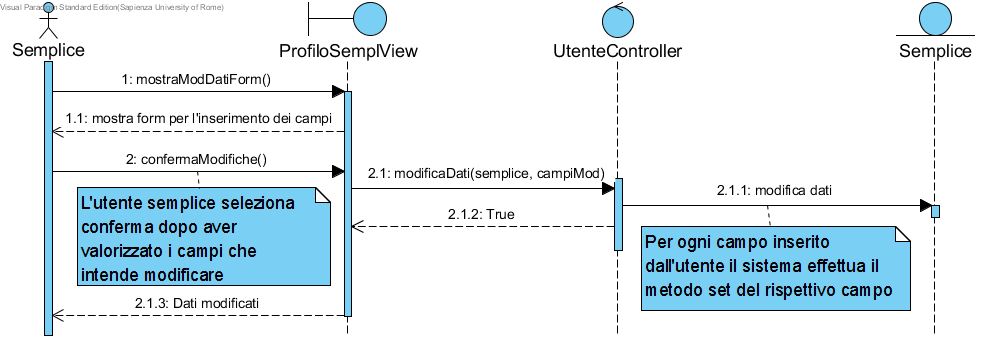 Visual Paradigm Standard Edition(Sapienza University of Rome)
Semplice
ProfiloSemplView
UtenteController
Semplice
1: mostraModDatiForm()
1.1: mostra form per l'inserimento dei campi
2: confermaModifiche()
2.1: modificaDati(semplice, campiMod)
2.1.1: modifica dati
L'utente semplice seleziona
conferma dopo aver
valorizzato i campi che
intende modificare
2.1.2: True
Per ogni campo inserito
dall'utente il sistema effettua il
metodo set del rispettivo campo
2.1.3: Dati modificati